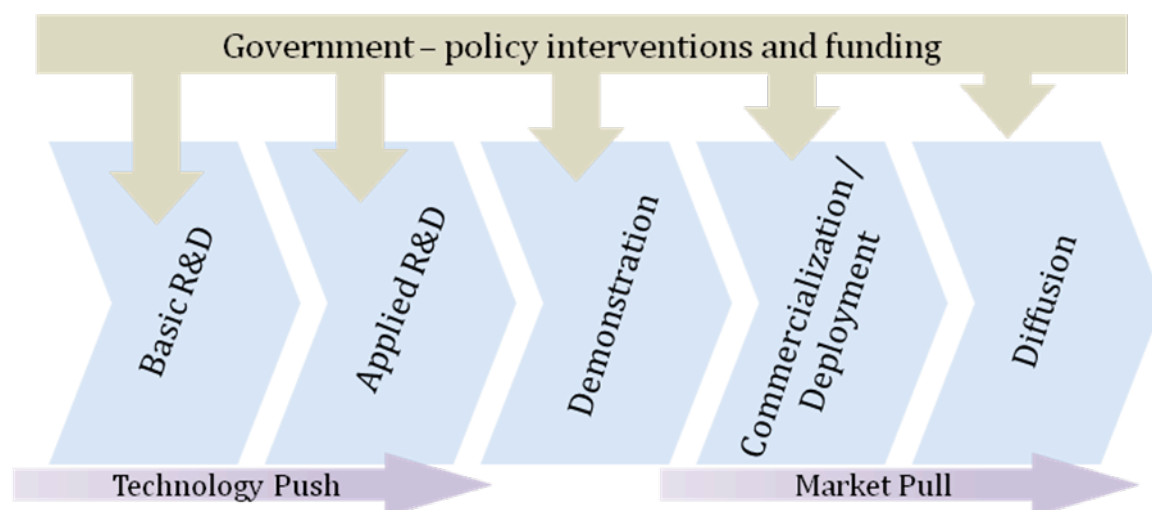 Government – policy interventions and funding
Basic R&D
Applied R&D
Demonstration
Commercialization /
Deployment
Diffusion
Technology Push
Market Pull